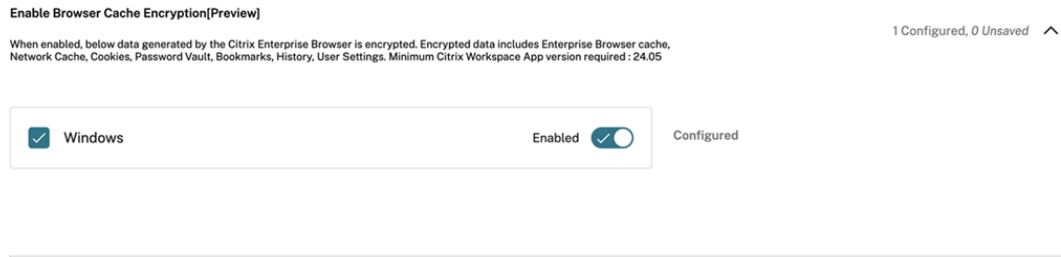 Enable Browser Cache Encryption[Preview]
1 Configured, 0 Unsaved
When enabled, below data generated by the Citrix Enterprise Browser is encrypted. Encrypted data includes Enterprise Browser cache,
Network Cache, Cookies, Password Vault, Bookmarks, History, User Settings. Minimum Citrix Workspace App version required : 24.05
Windows
Enabled
Configured